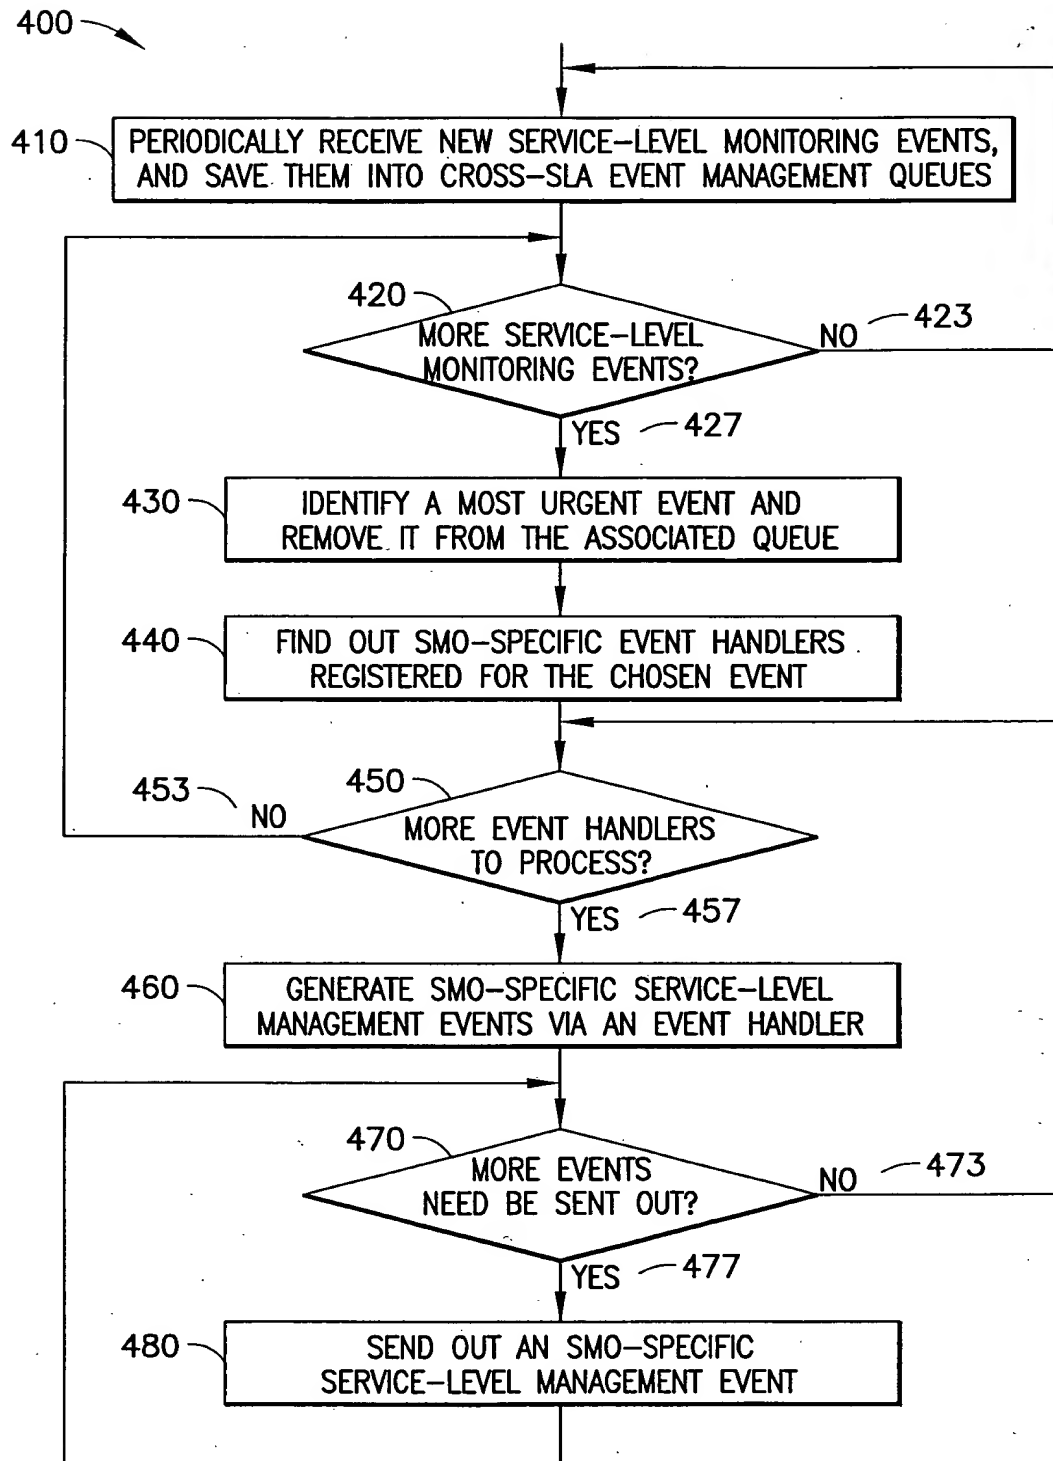 400
410
PERIODICALLY RECEIVE NEW SERVICE-LEVEL MONITORING EVENTS,
AND SAVE THEM INTO CROSS-SLA EVENT MANAGEMENT QUEUES
420
MORE SERVICE-LEVEL
MONITORING EVENTS?
NO
423
YES
427
430
IDENTIFY A MOST URGENT EVENT AND
REMOVE IT FROM THE ASSOCIATED QUEUE
440
FIND OUT SMO-SPECIFIC EVENT HANDLERS
REGISTERED FOR THE CHOSEN EVENT
453
NO
450
MORE EVENT HANDLERS
TO PROCESS?
YES
457
460
GENERATE SMO-SPECIFIC SERVICE-LEVEL
MANAGEMENT EVENTS VIA AN EVENT HANDLER
470
MORE EVENTS
NEED BE SENT OUT?
NO
473
YES
477
480
SEND OUT AN SMO-SPECIFIC
SERVICE-LEVEL MANAGEMENT EVENT